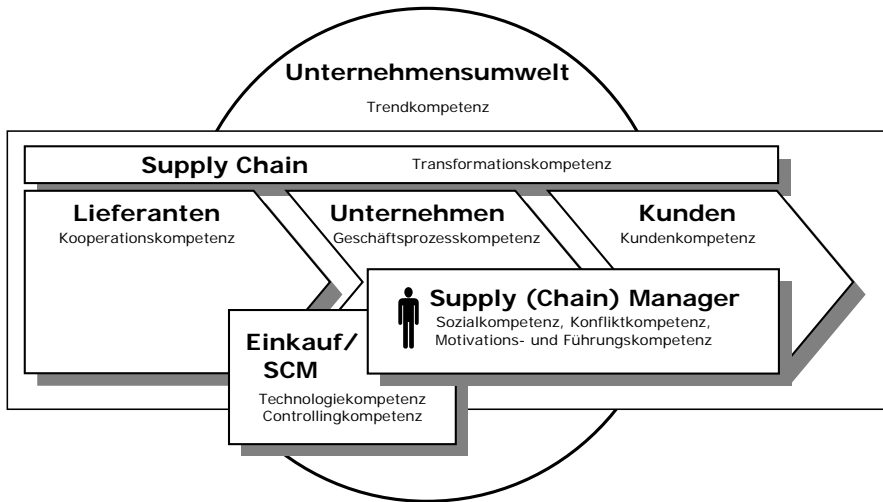 Unternehmensumwelt
Trendkompetenz
Supply Chain
Transformationskompetenz
Lieferanten
Kooperationskompetenz
Unternehmen
Geschäftsprozesskompetenz
Kunden
Kundenkompetenz
Supply (Chain) Manager
Sozialkompetenz, Konfliktkompetenz,
Motivations- und Führungskompetenz
Einkauf/
SCM
Technologiekompetenz
Controllingkompetenz